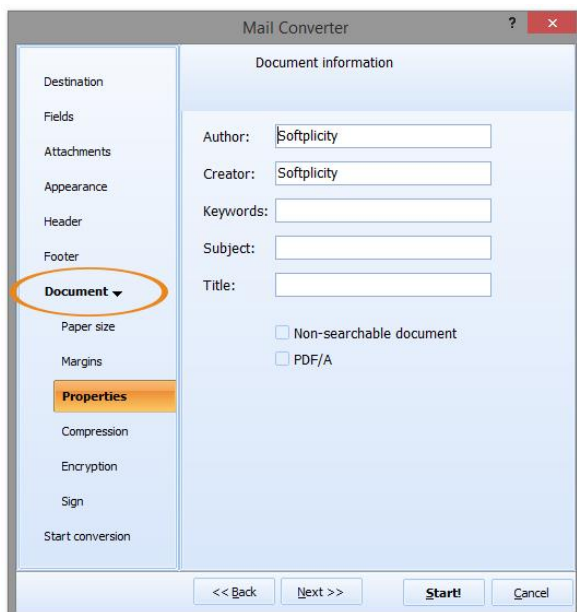 Mail Converter
?
Document information
Destination
Fields
Attachments
Appearance
Header
Footer
Document
Paper size
Margins
Properties
Compression
Encryption
Sign
Start conversion
Author: Softplicity
Creator: Softplicity
Keywords:
Subject:
Title:
Non-searchable document
PDF/A
<< Back
Next >>
Start!
Cancel